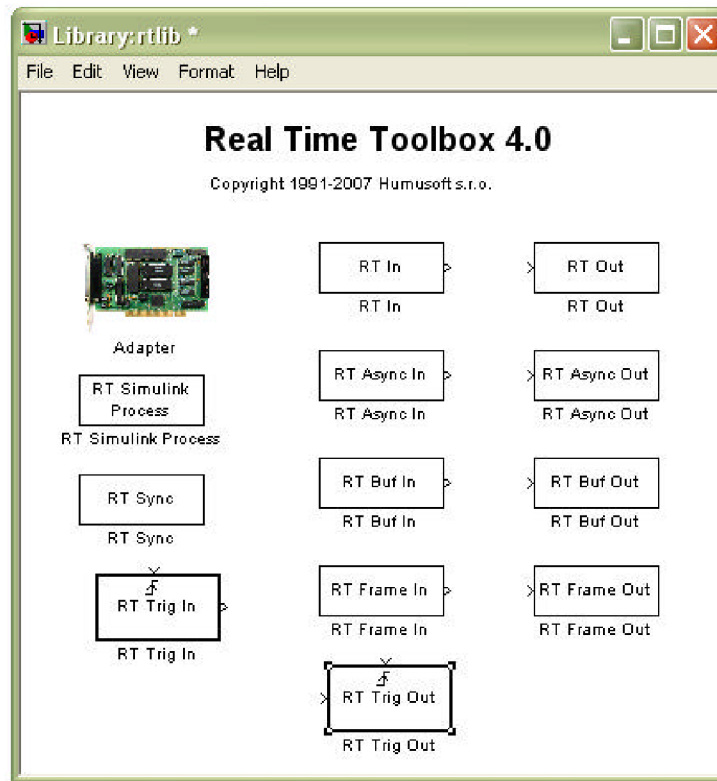 Library:rtlib *
File Edit View Format Help
Real Time Toolbox 4.0
Copyright 1991-2007 Humusoft s.r.o.
Adapter
RT Simulink
Process
RT Simulink Process
RT Sync
RT Sync
RT Trig In
RT Trig In
RT In
RT In
RT Async In
RT Async In
RT Buf In
RT Buf In
RT Frame In
RT Frame In
RT Trig Out
RT Trig Out
RT Out
RT Out
RT Async Out
RT Async Out
RT Buf Out
RT Buf Out
RT Frame Out
RT Frame Out